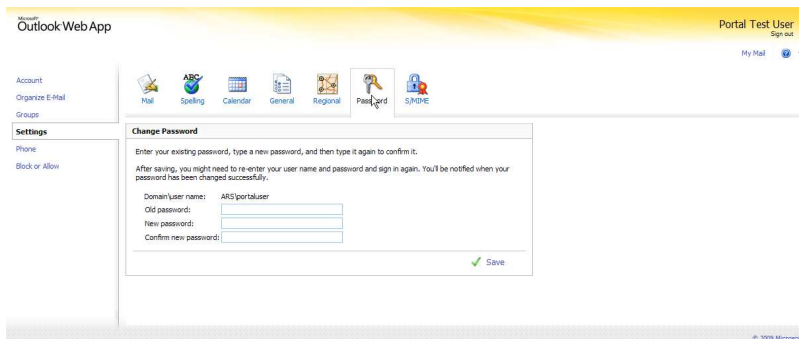 Microsoft
Outlook Web App
Portal Test User
Sign out
My Mail
Account
Organize E-Mail
Groups
Settings
Phone
Block or Allow
ABC
Mail
Spelling
Calendar
General
Regional
Password
S/MIME
Change Password
Enter your existing password, type a new password, and then type it again to confirm it.
After saving, you might need to re-enter your user name and password and sign in again. You'll be notified when your
password has been changed successfully.
Domain\user name: ARS\portaluser
Old password:
New password:
Confirm new password:
Save
© 2009